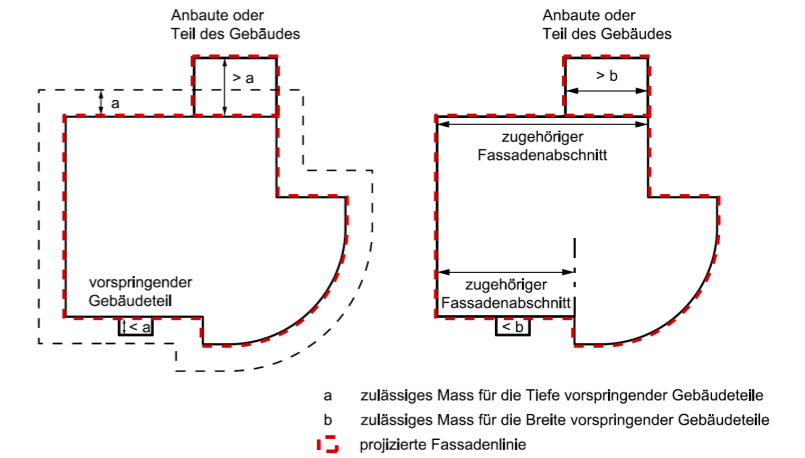 Anbaute oder
Teil des Gebäudes
> a
a
vorspringender
Gebäudeteil
< a
Anbaute oder
Teil des Gebäudes
> b
zugehöriger
Fassadenabschnitt
zugehöriger
Fassadenabschnitt
< b
a zulässiges Mass für die Tiefe vorspringender Gebäudeteile
b zulässiges Mass für die Breite vorspringender Gebäudeteile
projizierte Fassadenlinie